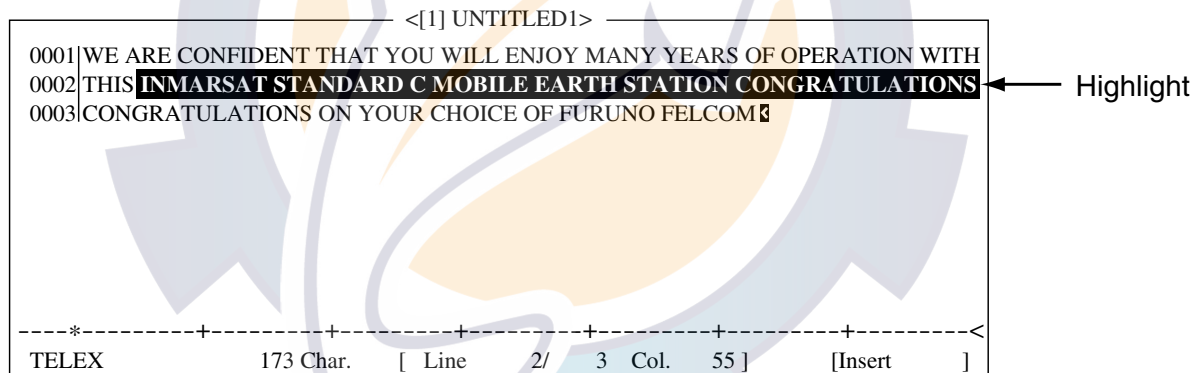 <[1] UNTITLED1>
0001 WE ARE CONFIDENT THAT YOU WILL ENJOY MANY YEARS OF OPERATION WITH
0002 THIS INMARSAT STANDARD C MOBILE EARTH STATION CONGRATULATIONS
Highlight
0003 CONGRATULATIONS ON YOUR CHOICE OF FURUNO FELCOM
----*---------+---------+---------+---------+---------+---------+---------<
TELEX 173 Char. [ Line 2/ 3 Col. 55 ] [Insert ]